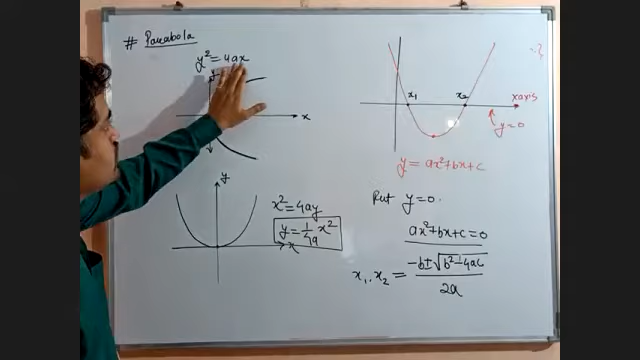 # Parabola
y² = 4ax
x
y
x
x² = 4ay
y = 1/4a x²
x₁
x₂
x axis
y = 0
y = ax² + bx + c
Put y = 0.
ax² + bx + c = 0
x₁, x₂ = -b ± √b² - 4ac / 2a